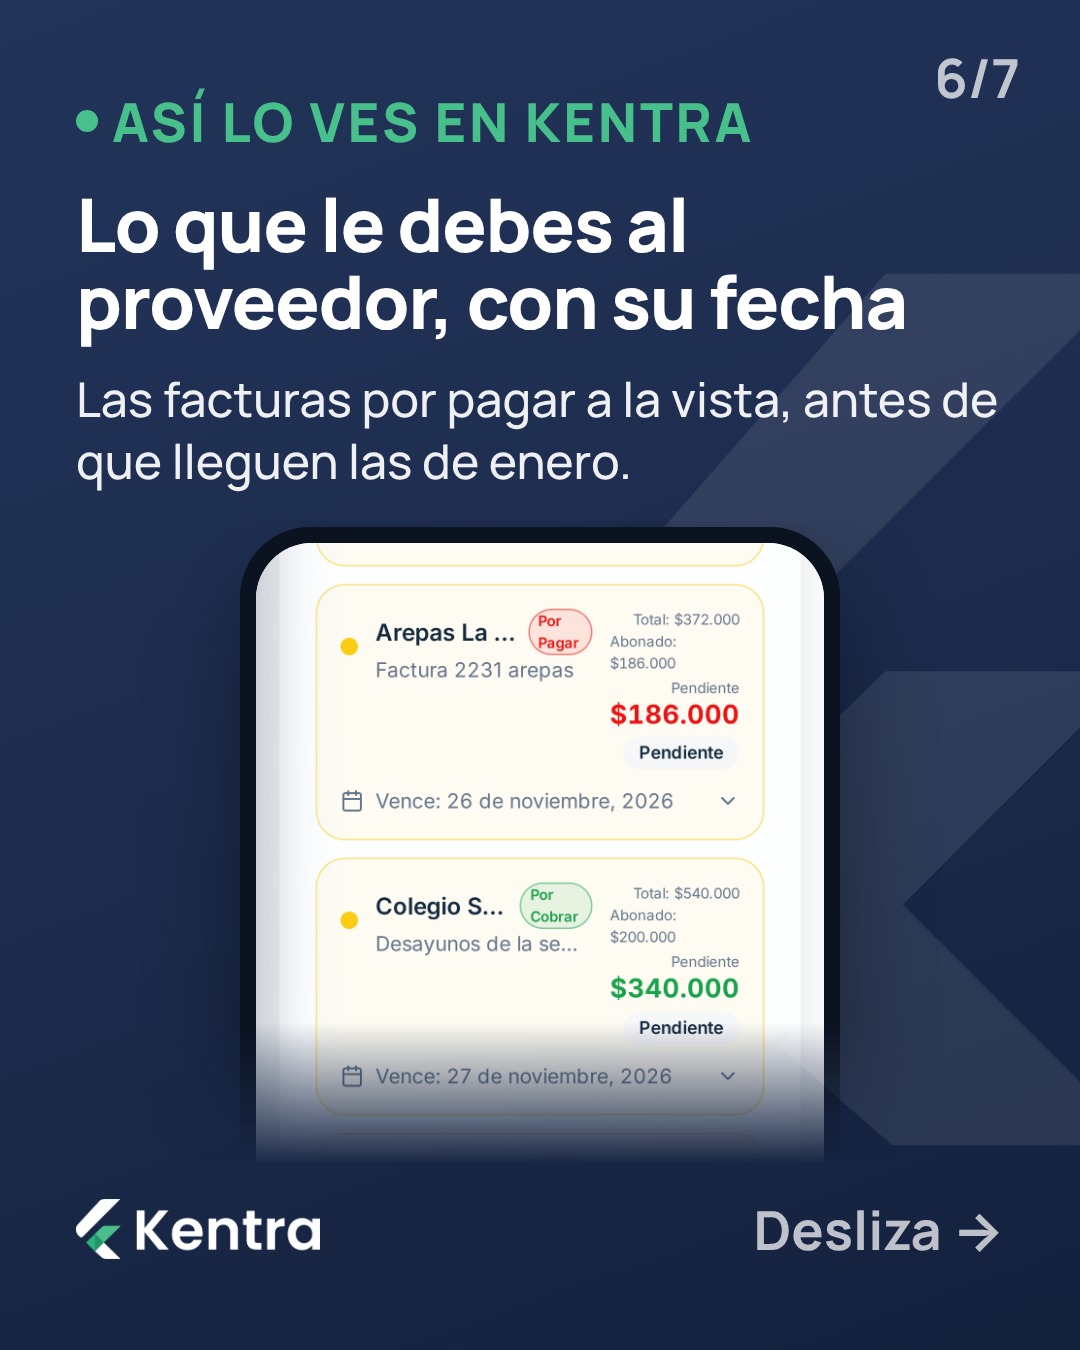 6/7
ASÍ LO VES EN KENTRA
Lo que le debes al
proveedor, con su fecha
Las facturas por pagar a la vista, antes de
que lleguen las de enero.
Arepas La ...
Por
Pagar
Factura 2231 arepas
Total: $372.000
Abonado:
$186.000
Pendiente
$186.000
Pendiente
Vence: 26 de noviembre, 2026
Colegio S...
Por
Cobrar
Desayunos de la se...
Total: $540.000
Abonado:
$200.000
Pendiente
$340.000
Pendiente
Vence: 27 de noviembre, 2026
Kentra
Desliza →